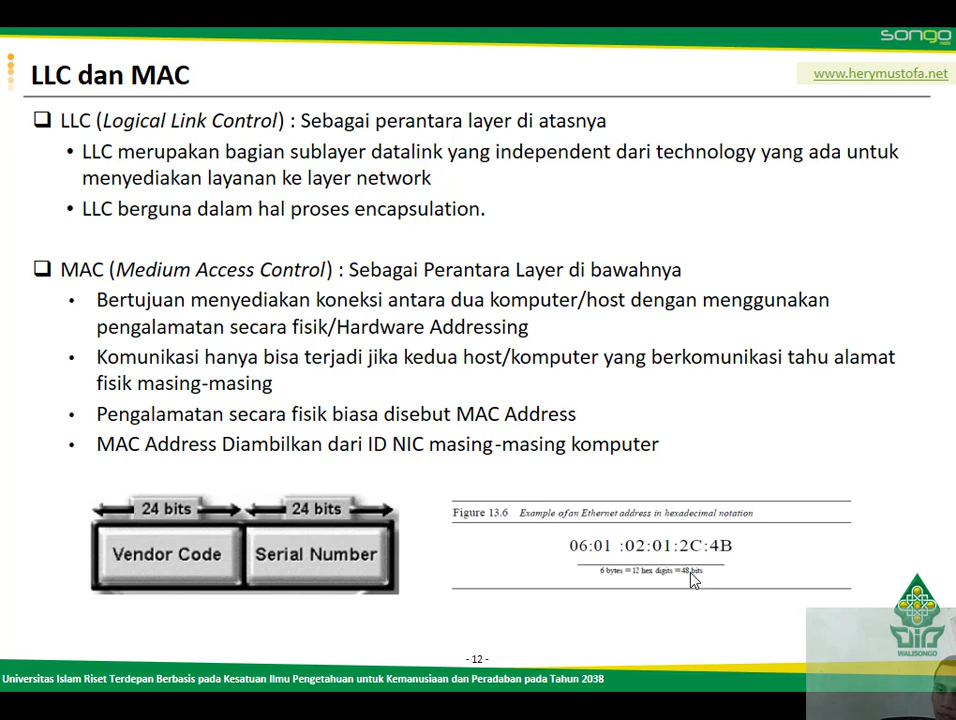 songo
LLC dan MAC
www.herymustofa.net
❑ LLC (Logical Link Control) : Sebagai perantara layer di atasnya
• LLC merupakan bagian sublayer datalink yang independent dari technology yang ada untuk
menyediakan layanan ke layer network
• LLC berguna dalam hal proses encapsulation.
❑ MAC (Medium Access Control) : Sebagai Perantara Layer di bawahnya
• Bertujuan menyediakan koneksi antara dua komputer/host dengan menggunakan
pengalamatan secara fisik/Hardware Addressing
• Komunikasi hanya bisa terjadi jika kedua host/komputer yang berkomunikasi tahu alamat
fisik masing-masing
• Pengalamatan secara fisik biasa disebut MAC Address
• MAC Address Diambilkan dari ID NIC masing-masing komputer
24 bits 24 bits
Vendor Code Serial Number
Figure 13.6 Example of an Ethernet address in hexadecimal notation
06:01 :02:01:2C:4B
6 bytes = 12 hex digits = 48 bits
WALISONGO
- 12 -
Universitas Islam Riset Terdepan Berbasis pada Kesatuan Ilmu Pengetahuan untuk Kemanusiaan dan Peradaban pada Tahun 2038